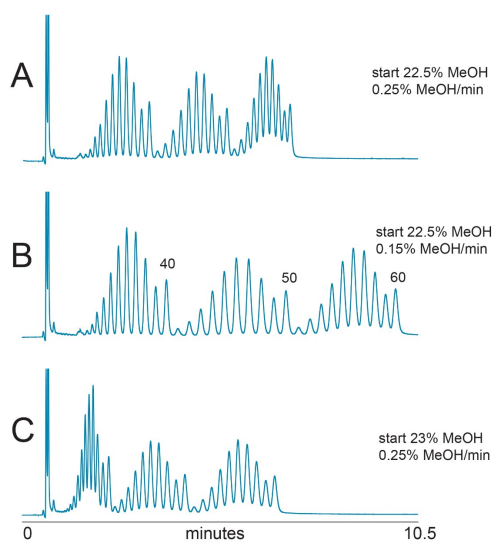 A
start 22.5% MeOH
0.25% MeOH/min
B
start 22.5% MeOH
0.15% MeOH/min
40
50
60
C
start 23% MeOH
0.25% MeOH/min
0 minutes 10.5